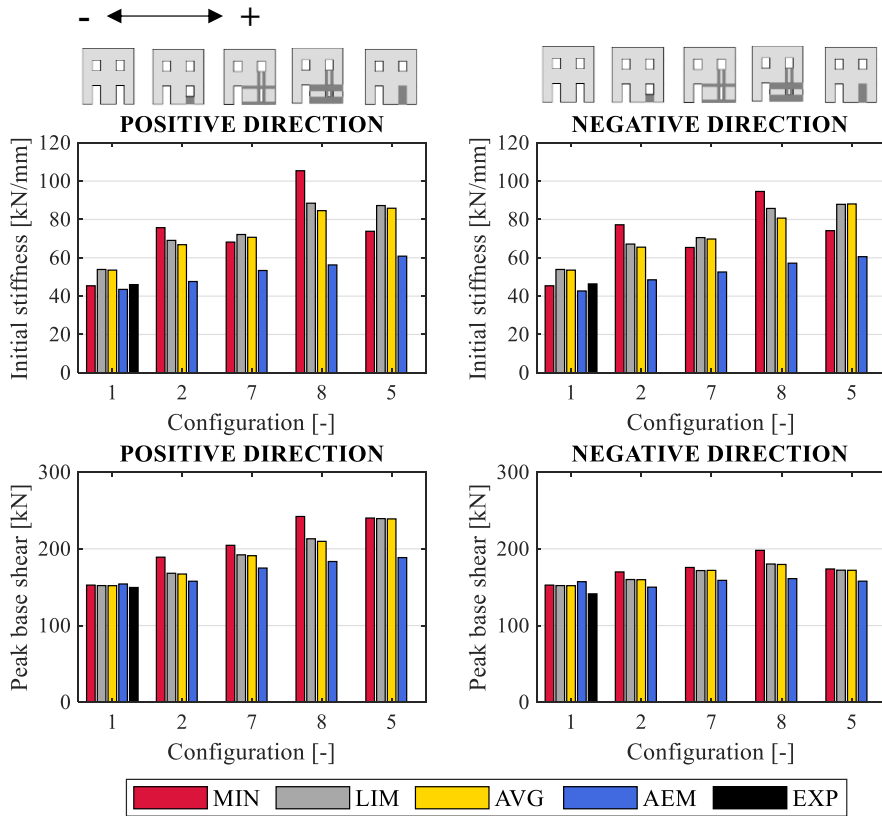 - +
POSITIVE DIRECTION
120
100
80
60
40
20
0
Initial stiffness [kN/mm]
1 2 7 8 5
Configuration [-]
NEGATIVE DIRECTION
120
100
80
60
40
20
0
Initial stiffness [kN/mm]
1 2 7 8 5
Configuration [-]
POSITIVE DIRECTION
300
200
100
0
Peak base shear [kN]
1 2 7 8 5
Configuration [-]
NEGATIVE DIRECTION
300
200
100
0
Peak base shear [kN]
1 2 7 8 5
Configuration [-]
MIN LIM AVG AEM EXP